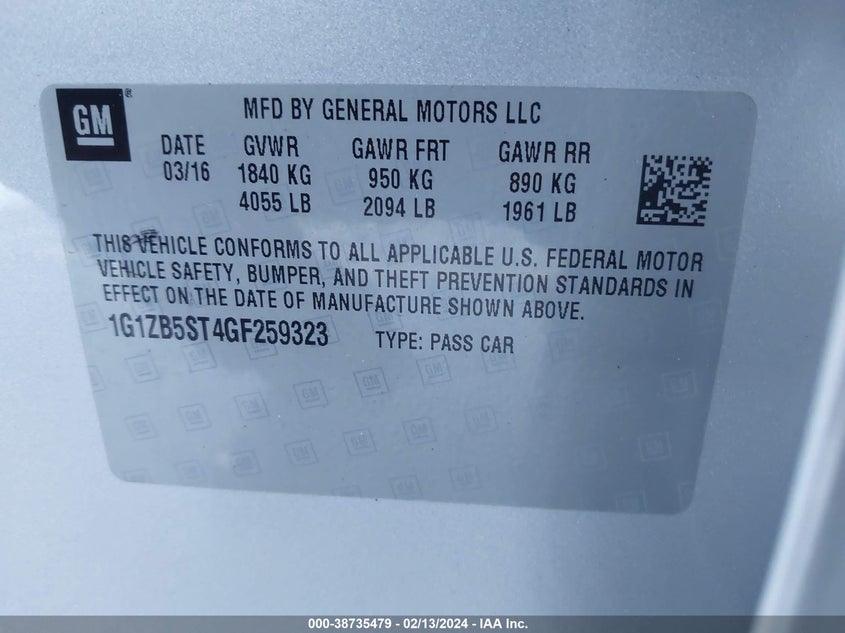 GM®
MFD BY GENERAL MOTORS LLC
DATE GVWR GAWR FRT GAWR RR
03/16 1840 KG 950 KG 890 KG
4055 LB 2094 LB 1961 LB
THIS VEHICLE CONFORMS TO ALL APPLICABLE U.S. FEDERAL MOTOR
VEHICLE SAFETY, BUMPER, AND THEFT PREVENTION STANDARDS IN
EFFECT ON THE DATE OF MANUFACTURE SHOWN ABOVE.
1G1ZB5ST4GF259323 TYPE: PASS CAR
000-38735479 - 02/13/2024 - IAA Inc.